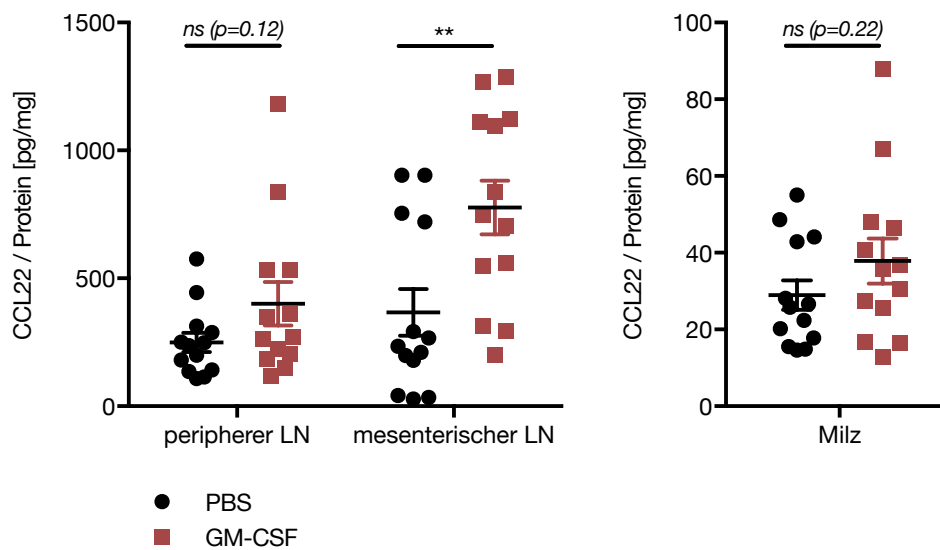 CCL22 / Protein [pg/mg]
1500
1000
500
0
ns (p=0.12)
**
peripherer LN
mesenterischer LN
CCL22 / Protein [pg/mg]
100
80
60
40
20
0
ns (p=0.22)
Milz
PBS
GM-CSF